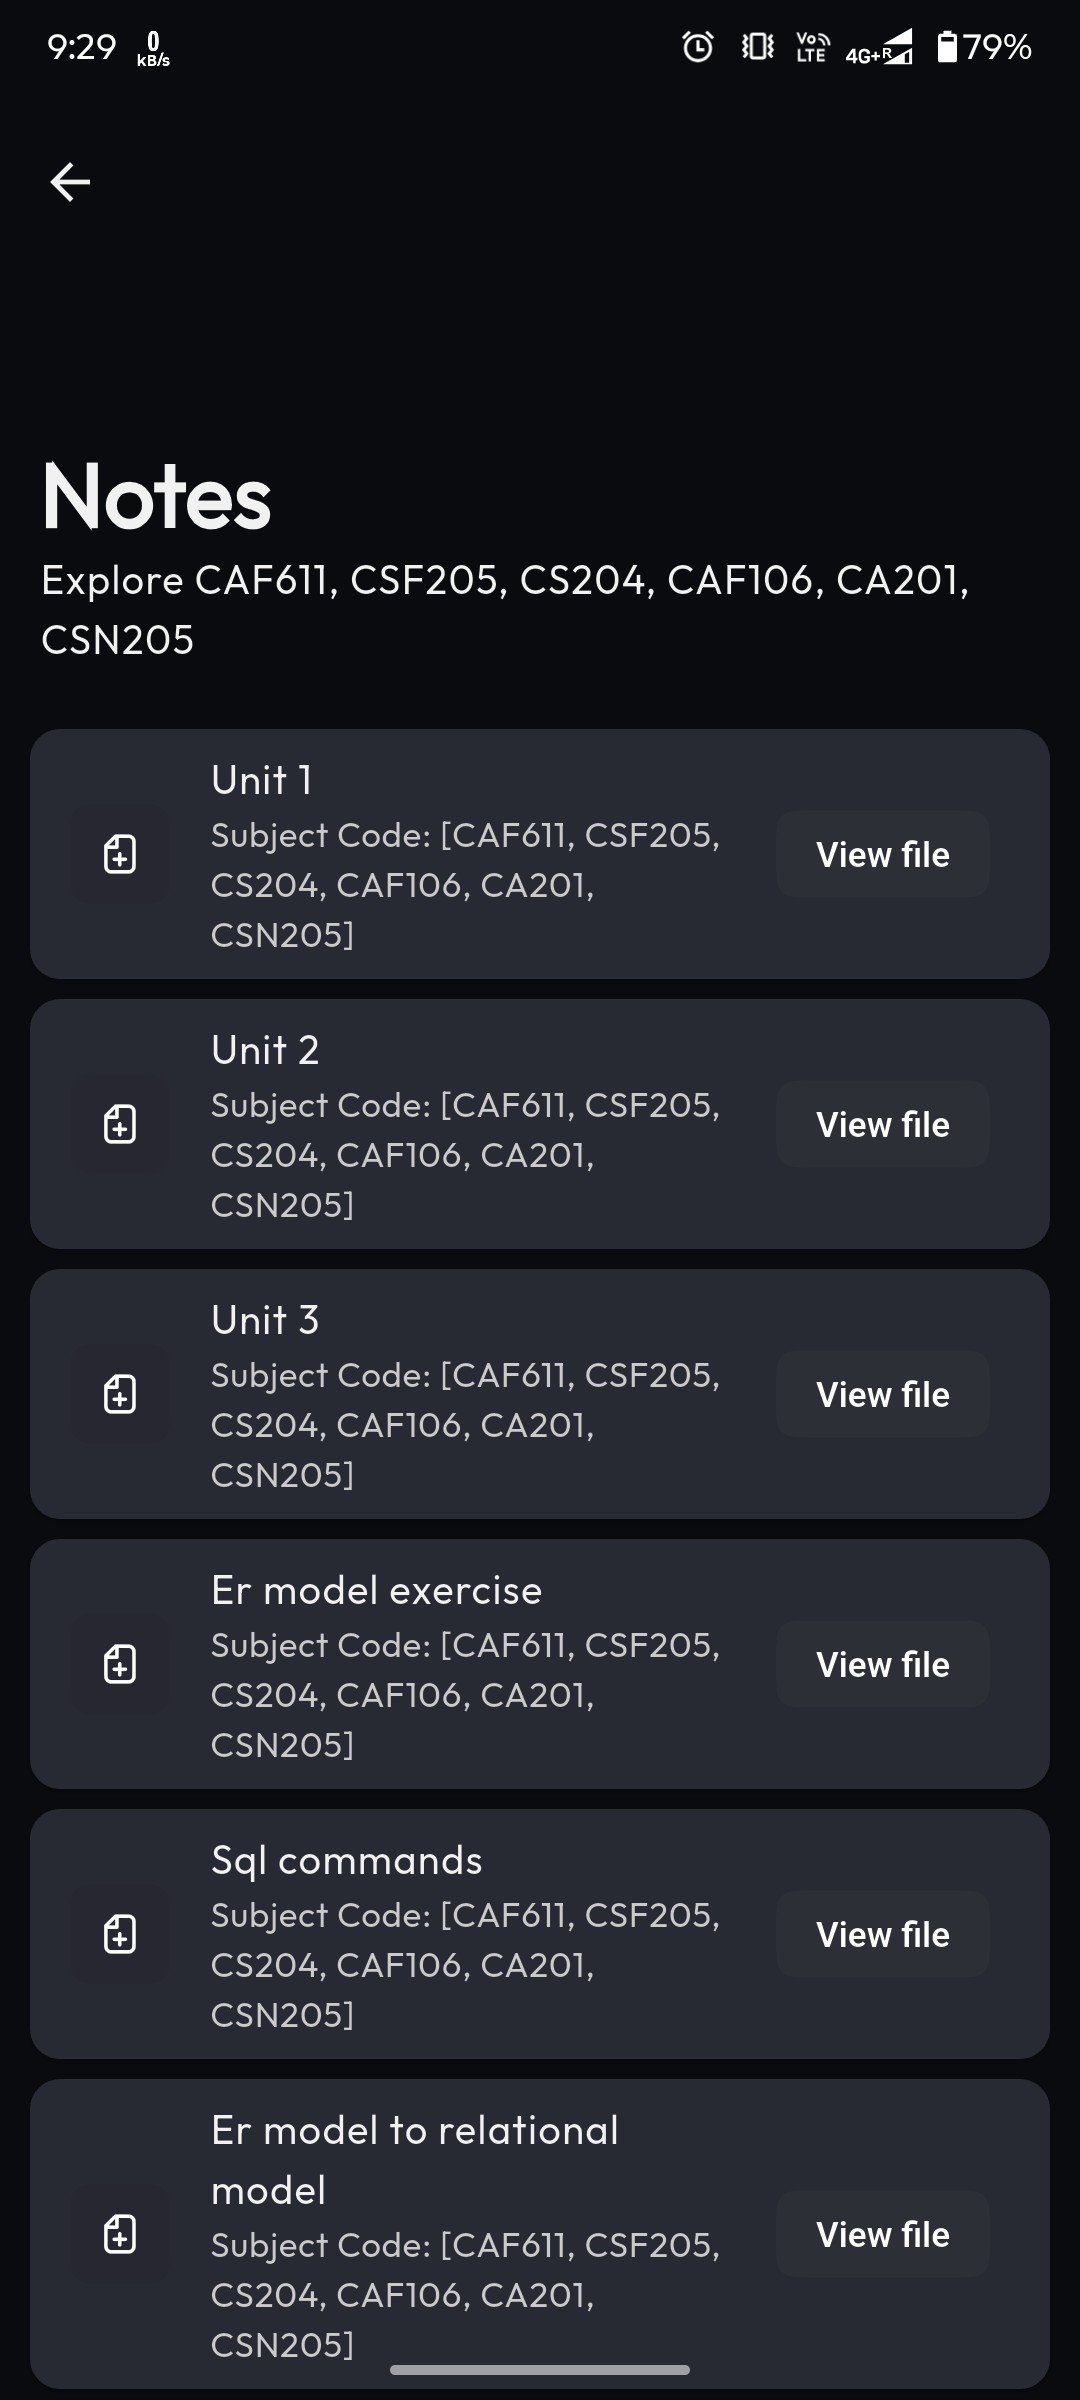 9:29 0 kB/s Vo LTE 4G+ R 79%
Notes
Explore CAF611, CSF205, CS204, CAF106, CA201,
CSN205
Unit 1
Subject Code: [CAF611, CSF205,
CS204, CAF106, CA201,
CSN205]
View file
Unit 2
Subject Code: [CAF611, CSF205,
CS204, CAF106, CA201,
CSN205]
View file
Unit 3
Subject Code: [CAF611, CSF205,
CS204, CAF106, CA201,
CSN205]
View file
Er model exercise
Subject Code: [CAF611, CSF205,
CS204, CAF106, CA201,
CSN205]
View file
Sql commands
Subject Code: [CAF611, CSF205,
CS204, CAF106, CA201,
CSN205]
View file
Er model to relational
model
Subject Code: [CAF611, CSF205,
CS204, CAF106, CA201,
CSN205]
View file